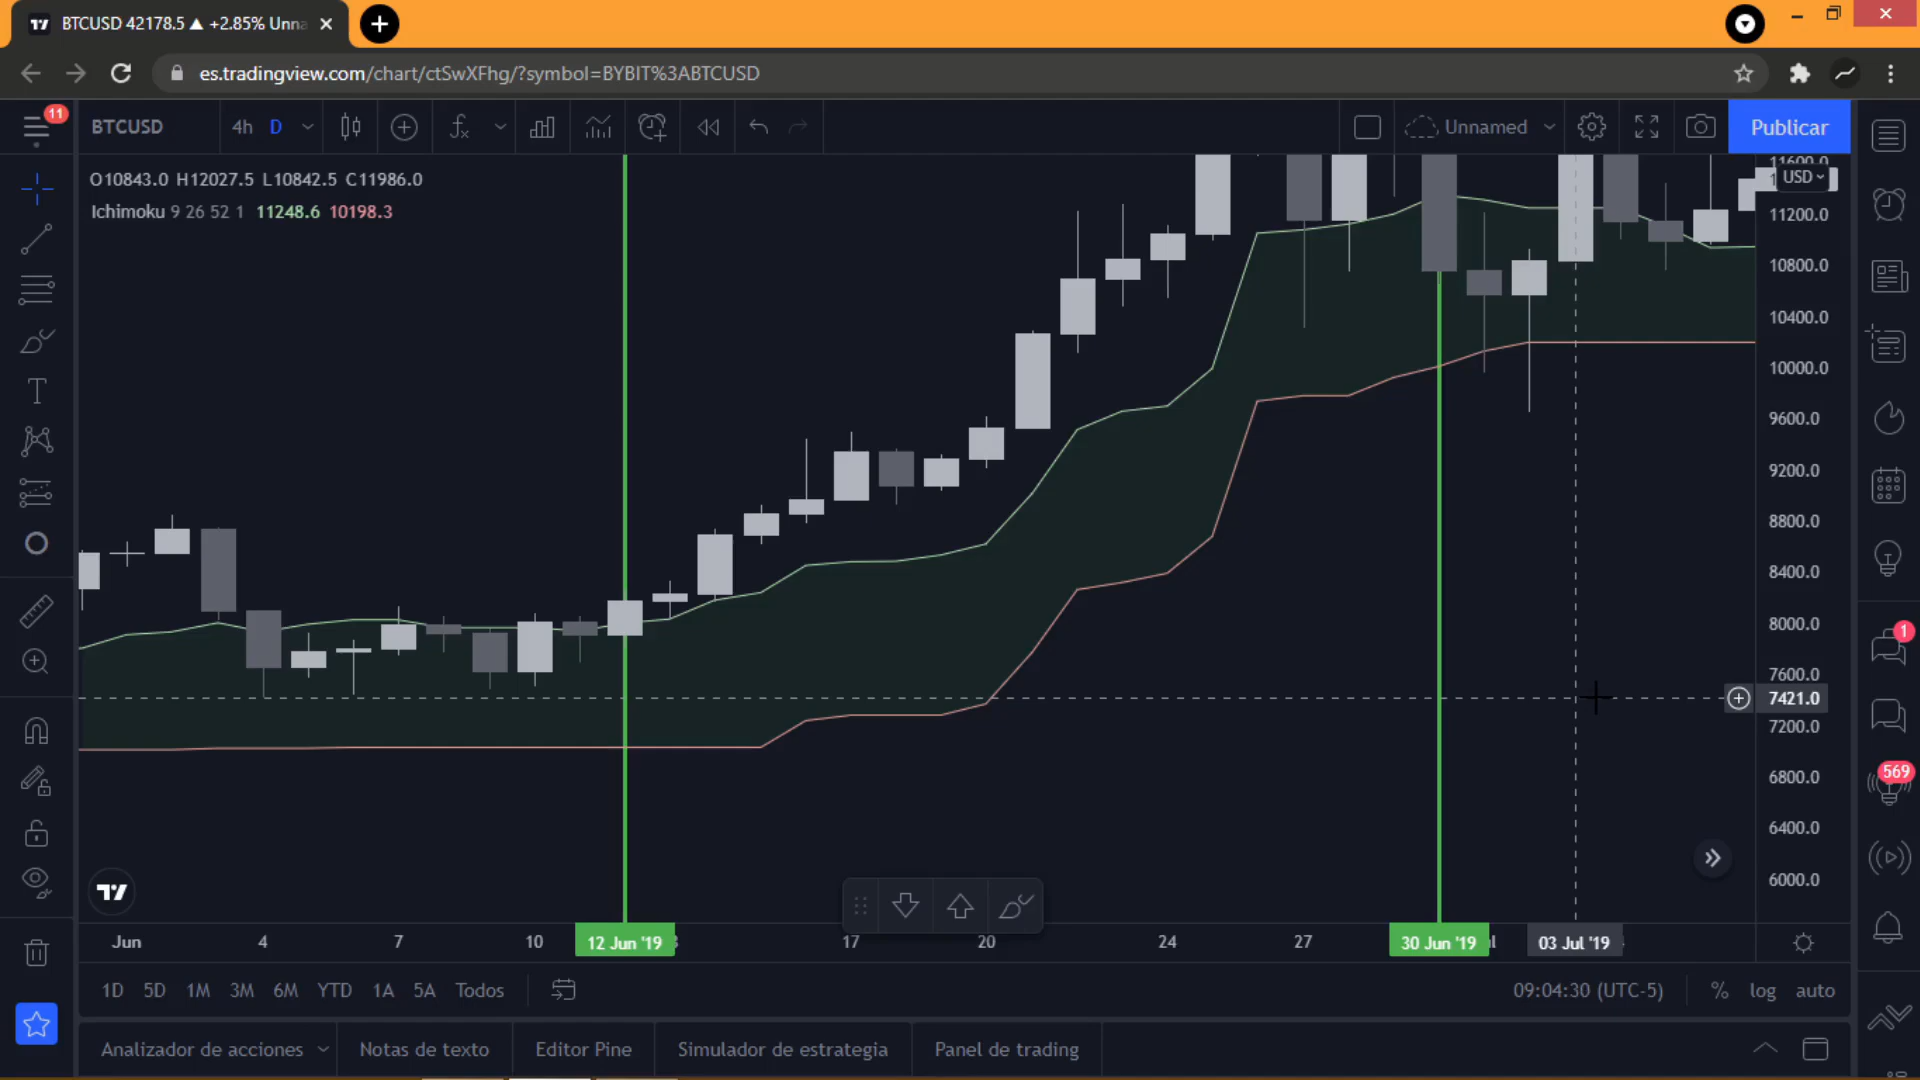 BTCUSD 42178.5 ▲ +2.85% Unna
es.tradingview.com/chart/ctSwXFhg/?symbol=BYBIT%3ABTCUSD
11
BTCUSD
4h D
Unnamed
Publicar
O10843.0 H12027.5 L10842.5 C11986.0
Ichimoku 9 26 52 1 11248.6 10198.3
11600.0
USD
11200.0
10800.0
10400.0
10000.0
9600.0
9200.0
8800.0
8400.0
8000.0
7600.0
7421.0
7200.0
6800.0
6400.0
6000.0
1
569
Jun 4 7 10 12 Jun '19 17 20 24 27 30 Jun '19 03 Jul '19
1D 5D 1M 3M 6M YTD 1A 5A Todos
09:04:30 (UTC-5) % log auto
Analizador de acciones Notas de texto Editor Pine Simulador de estrategia Panel de trading